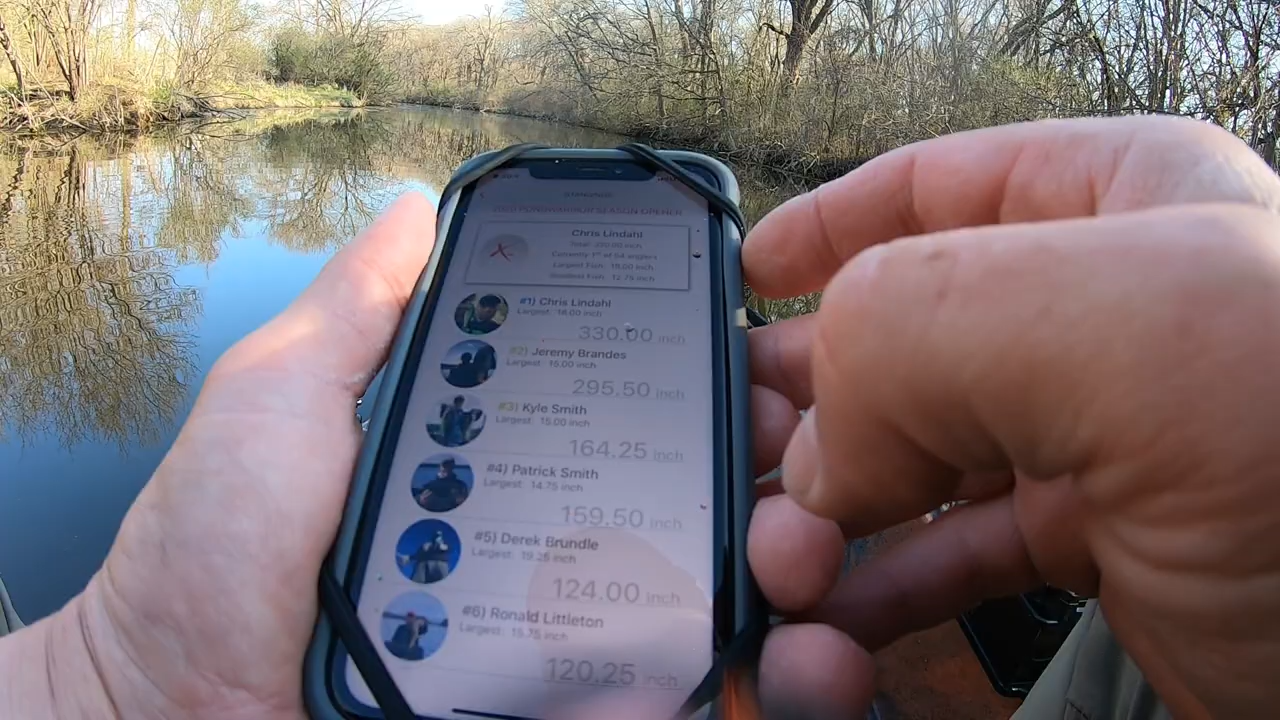 STANDINGS
2020 PONDWARRIOR SEASON OPENER
Chris Lindahl
Total: 330.00 inch
Currently 1st of 54 anglers
Largest Fish: 18.00 inch
Smallest Fish: 12.75 inch
#1) Chris Lindahl
Largest: 18.00 inch
330.00 inch
#2) Jeremy Brandes
Largest: 15.00 inch
295.50 inch
#3) Kyle Smith
Largest: 15.00 inch
164.25 inch
#4) Patrick Smith
Largest: 14.75 inch
159.50 inch
#5) Derek Brundle
Largest: 19.25 inch
124.00 inch
#6) Ronald Littleton
Largest: 15.75 inch
120.25 inch